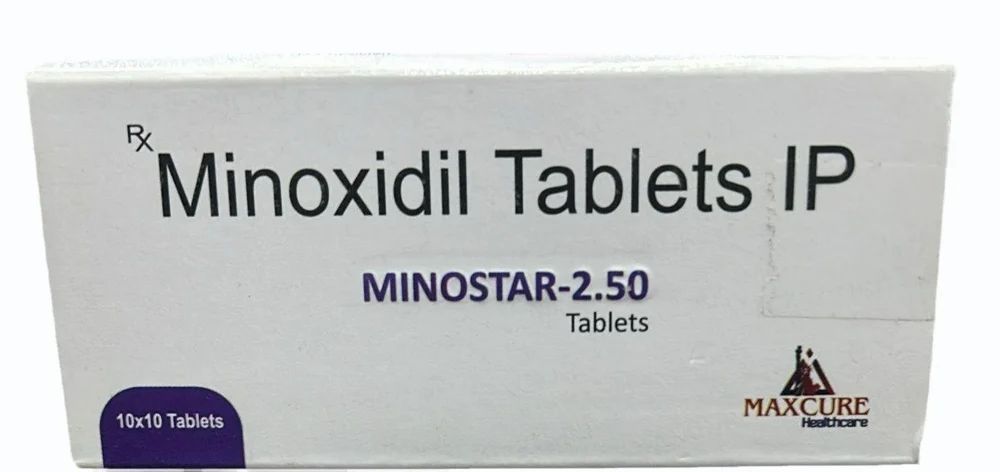 Rx
Minoxidil Tablets IP
MINOSTAR-2.50
Tablets
10x10 Tablets
MAXCURE
Healthcare